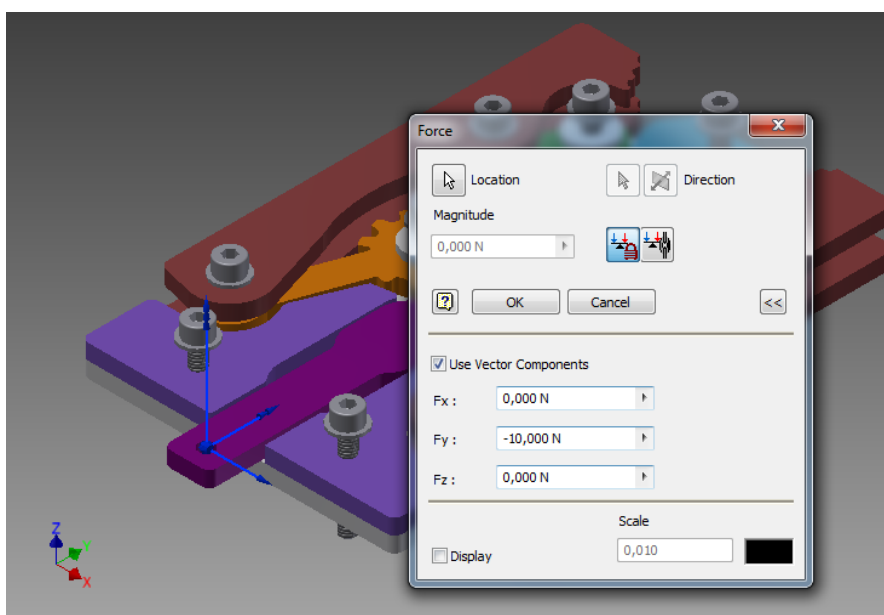 Force
Location
Direction
Magnitude
0,000 N
OK
Cancel
<<
Use Vector Components
Fx :
0,000 N
Fy :
-10,000 N
Fz :
0,000 N
Scale
Display
0,010
Z
Y
X